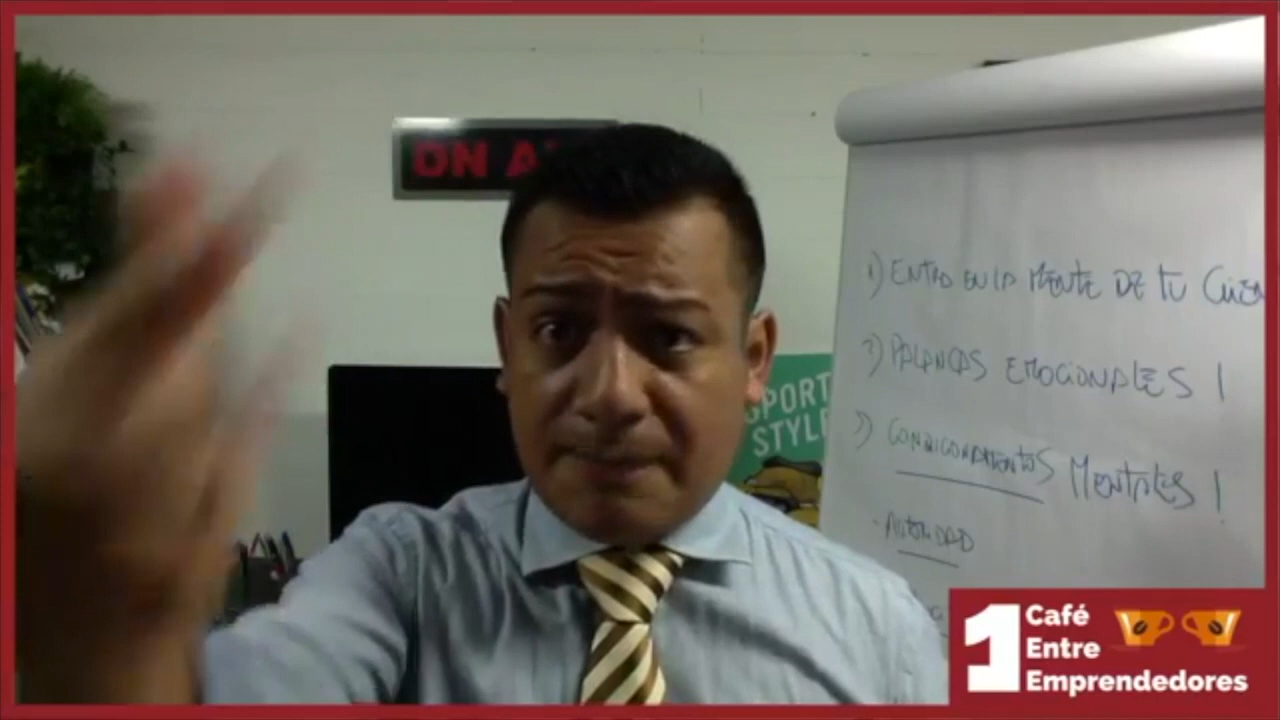 ON A
SPORT
STYL
1) ENTRA EN LA MENTE DE TU CLIEN
2) PALANCAS EMOCIONALES !
3) CONDICIONAMIENTOS MENTALES !
- AUTORIDAD
1 Café
Entre
Emprendedores